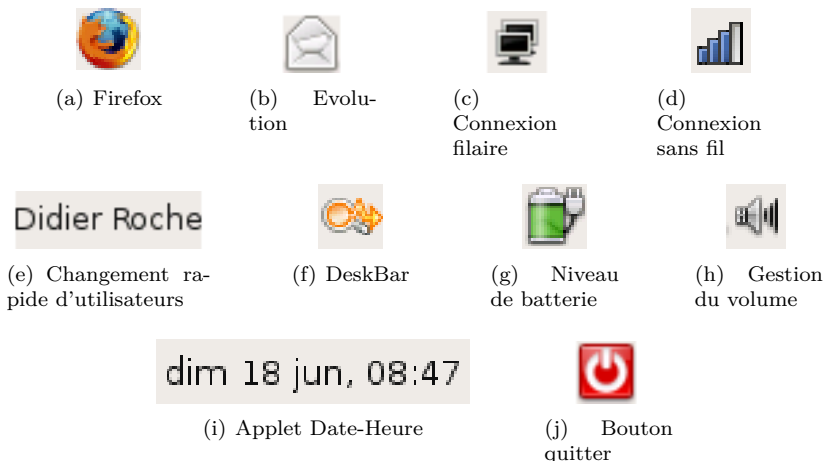 (a) Firefox
(b) Evolu-
tion
(c)
Connexion
filaire
(d)
Connexion
sans fil
Didier Roche
(e) Changement ra-
pide d'utilisateurs
(f) DeskBar
(g) Niveau
de batterie
(h) Gestion
du volume
dim 18 jun, 08:47
(i) Applet Date-Heure
(j) Bouton
quitter